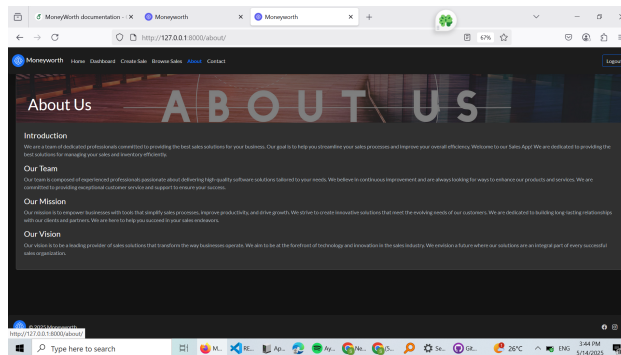 MoneyWorth documentation -
Moneyworth
Moneyworth
http://127.0.0.1:8000/about/
67%
Moneyworth Home Dashboard Create Sale Browse Sales About Contact
Logout
About Us
ABOUT US
Introduction
We are a team of dedicated professionals committed to providing the best sales solutions for your business. Our goal is to help you streamline your sales processes and improve your overall efficiency. Welcome to our Sales App! We are dedicated to providing the
best solutions for managing your sales and inventory efficiently.
Our Team
Our team is composed of experienced professionals passionate about delivering high-quality software solutions tailored to your needs. We believe in continuous improvement and are always looking for ways to enhance our products and services. We are
committed to providing exceptional customer service and support to ensure your success.
Our Mission
Our mission is to empower businesses with tools that simplify sales processes, improve productivity, and drive growth. We strive to create innovative solutions that meet the evolving needs of our customers. We are dedicated to building long-lasting relationships
with our clients and partners. We are here to help you succeed in your sales endeavors.
Our Vision
Our vision is to be a leading provider of sales solutions that transform the way businesses operate. We aim to be at the forefront of technology and innovation in the sales industry. We envision a future where our solutions are an integral part of every successful
sales organization.
© 2025 Moneyworth
http://127.0.0.1:8000/about/
Type here to search
M... RE... Ap... Ay... Ne... (5... Se... Git...
26°C
ENG
3:44 PM
5/14/2025